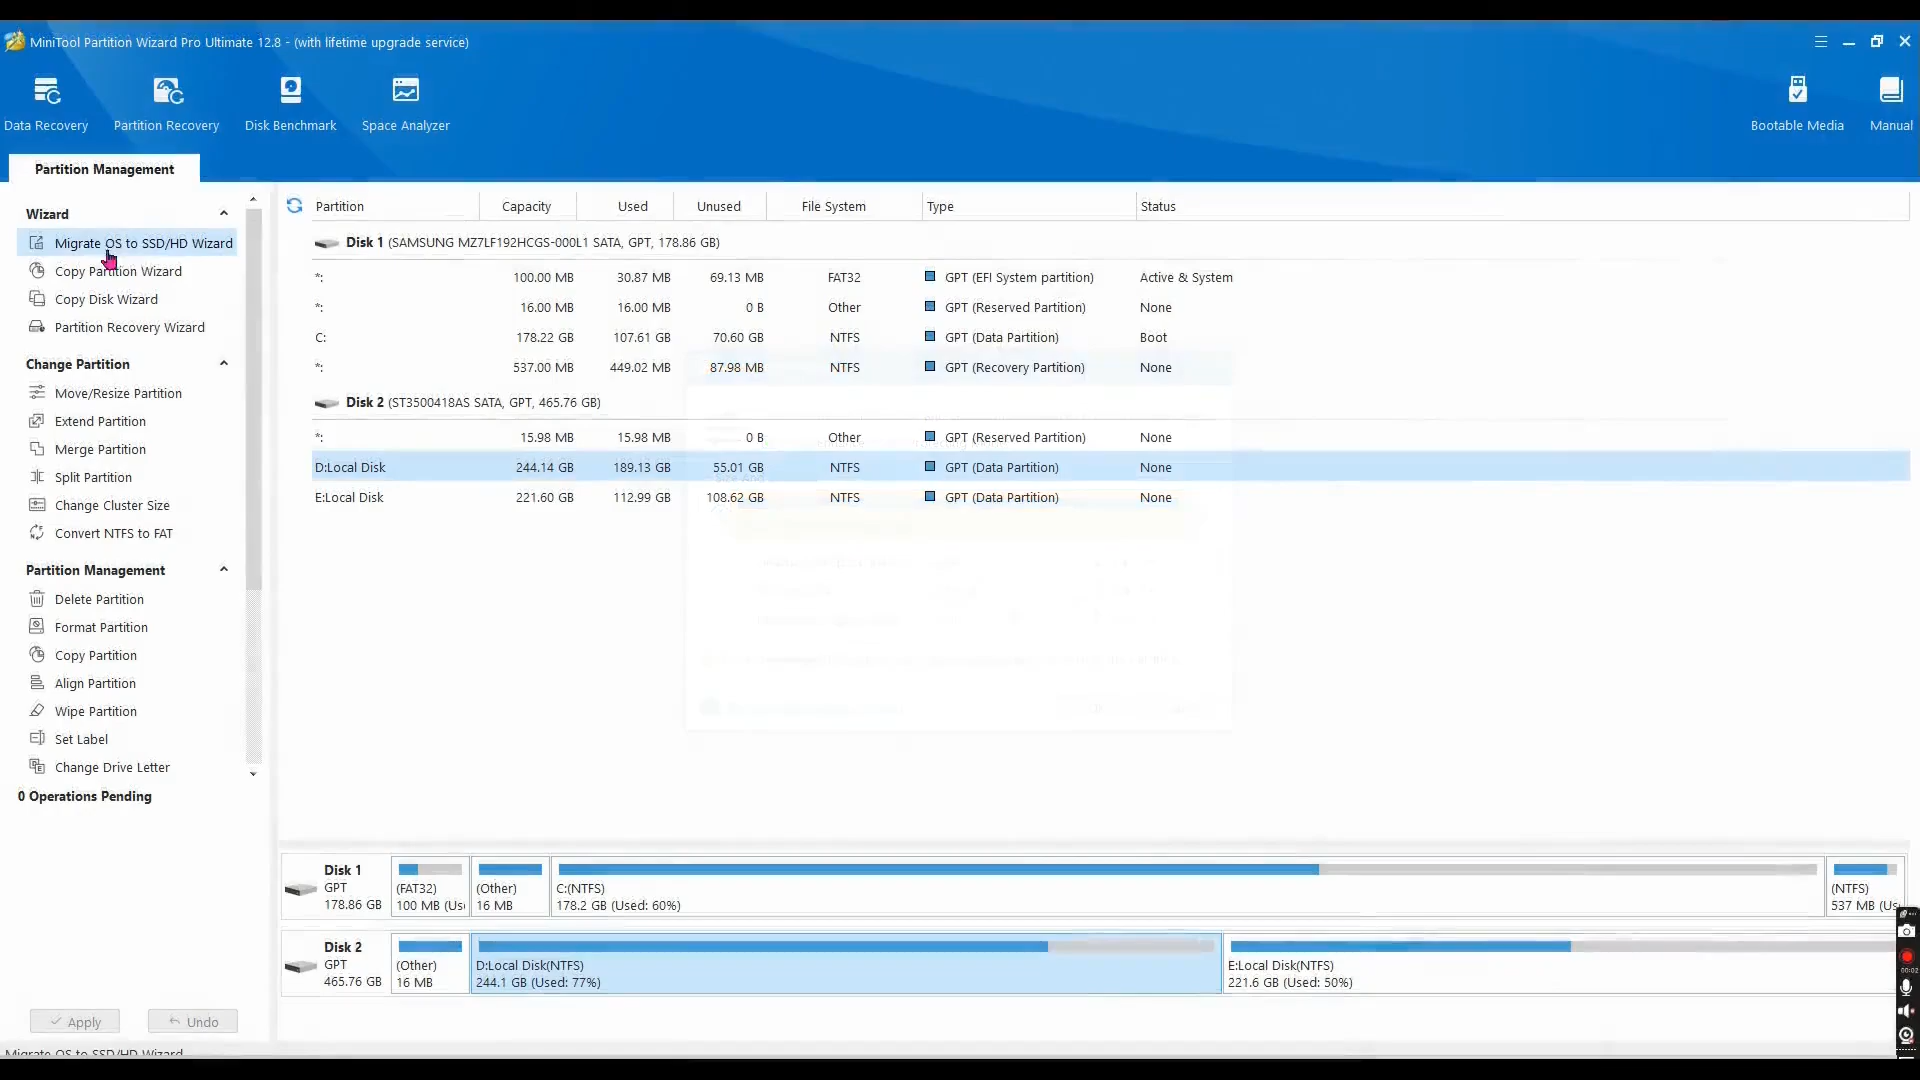 MiniTool Partition Wizard Pro Ultimate 12.8 - (with lifetime upgrade service)
Data Recovery Partition Recovery Disk Benchmark Space Analyzer Bootable Media Manual
Partition Management
Wizard
Migrate OS to SSD/HD Wizard
Copy Partition Wizard
Copy Disk Wizard
Partition Recovery Wizard
Change Partition
Move/Resize Partition
Extend Partition
Merge Partition
Split Partition
Change Cluster Size
Convert NTFS to FAT
Partition Management
Delete Partition
Format Partition
Copy Partition
Align Partition
Wipe Partition
Set Label
Change Drive Letter
0 Operations Pending
Apply Undo
Migrate OS to SSD/HD Wizard
Partition Capacity Used Unused File System Type Status
Disk 1 (SAMSUNG MZ7LF192HCGS-000L1 SATA, GPT, 178.86 GB)
*: 100.00 MB 30.87 MB 69.13 MB FAT32 GPT (EFI System partition) Active & System
*: 16.00 MB 16.00 MB 0 B Other GPT (Reserved Partition) None
C: 178.22 GB 107.61 GB 70.60 GB NTFS GPT (Data Partition) Boot
*: 537.00 MB 449.02 MB 87.98 MB NTFS GPT (Recovery Partition) None
Disk 2 (ST3500418AS SATA, GPT, 465.76 GB)
*: 15.98 MB 15.98 MB 0 B Other GPT (Reserved Partition) None
D:Local Disk 244.14 GB 189.13 GB 55.01 GB NTFS GPT (Data Partition) None
E:Local Disk 221.60 GB 112.99 GB 108.62 GB NTFS GPT (Data Partition) None
Disk 1
GPT
178.86 GB
(FAT32)
100 MB (Us
(Other)
16 MB
C:(NTFS)
178.2 GB (Used: 60%)
(NTFS)
537 MB (Us
Disk 2
GPT
465.76 GB
(Other)
16 MB
D:Local Disk(NTFS)
244.1 GB (Used: 77%)
E:Local Disk(NTFS)
221.6 GB (Used: 50%)
00:02